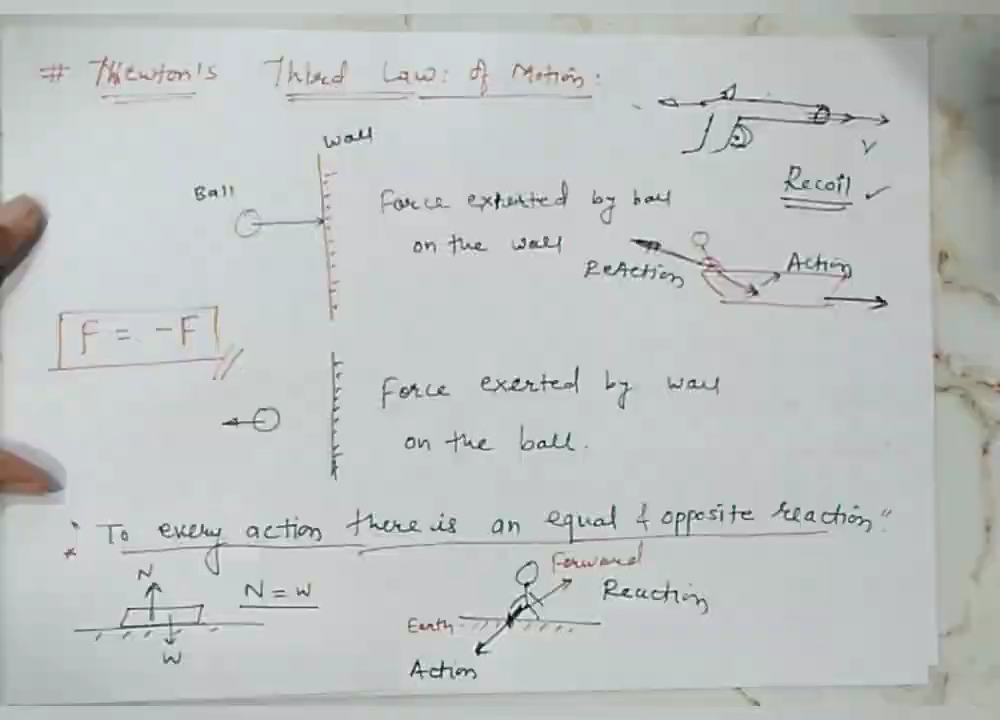 # Newton's Third Law: of Motion:
Wall
Ball
Force exerted by ball
on the wall
V
Recoil
Reaction
Action
F = -F
Force exerted by wall
on the ball.
To every action there is an equal & opposite reaction"
N
N = W
W
Forward
Reaction
Earth
Action